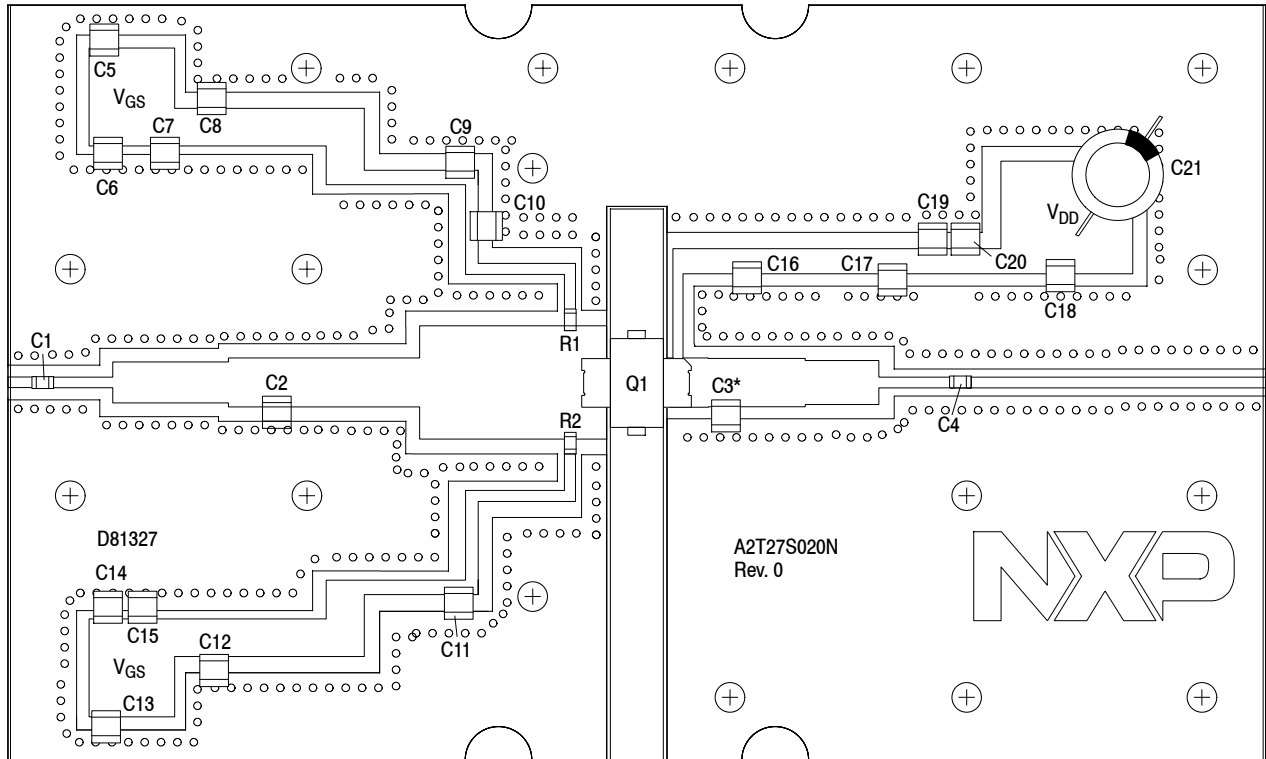 C5
VGS
C7
C8
C9
C6
C10
C19
C21
VDD
C20
C16
C17
C18
C1
R1
C2
Q1
C3*
R2
C4
D81327
A2T27S020N
Rev. 0
NXP
C14
C15
C12
C11
VGS
C13